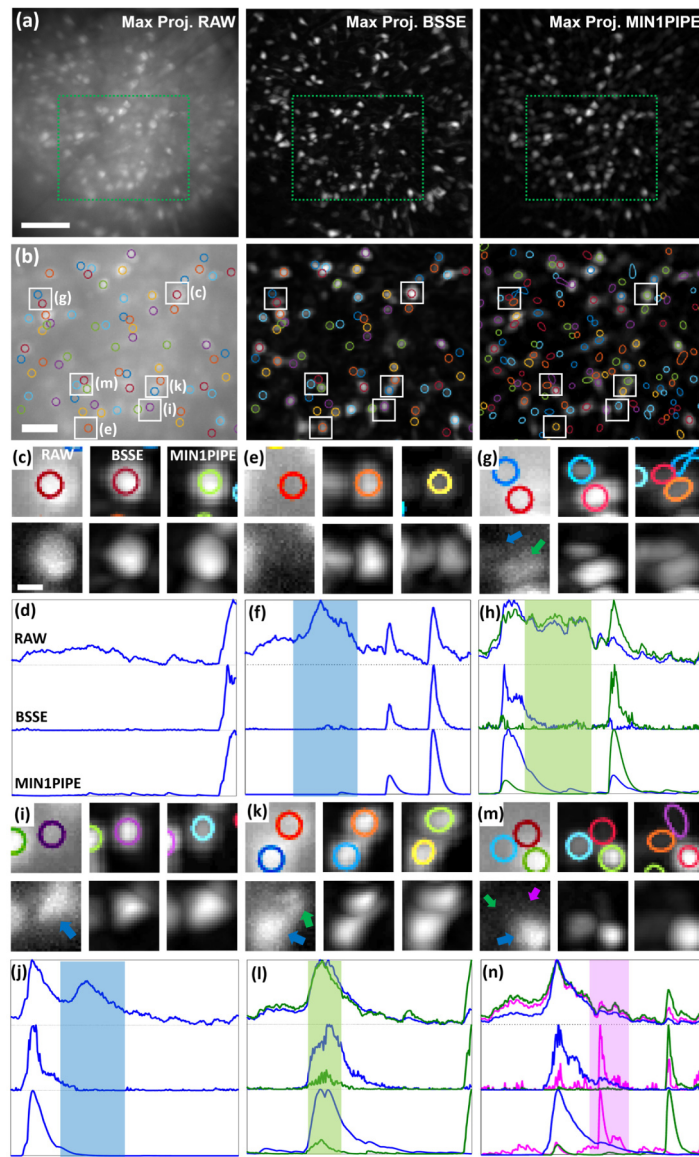 (a) Max Proj. RAW Max Proj. BSSE Max Proj. MIN1PIPE
(b)
(g) (c)
(m) (k)
(i)
(e)
(c) RAW BSSE MIN1PIPE (e) (g)
(d) (f) (h)
RAW
BSSE
MIN1PIPE
(i) (k) (m)
(j) (l) (n)